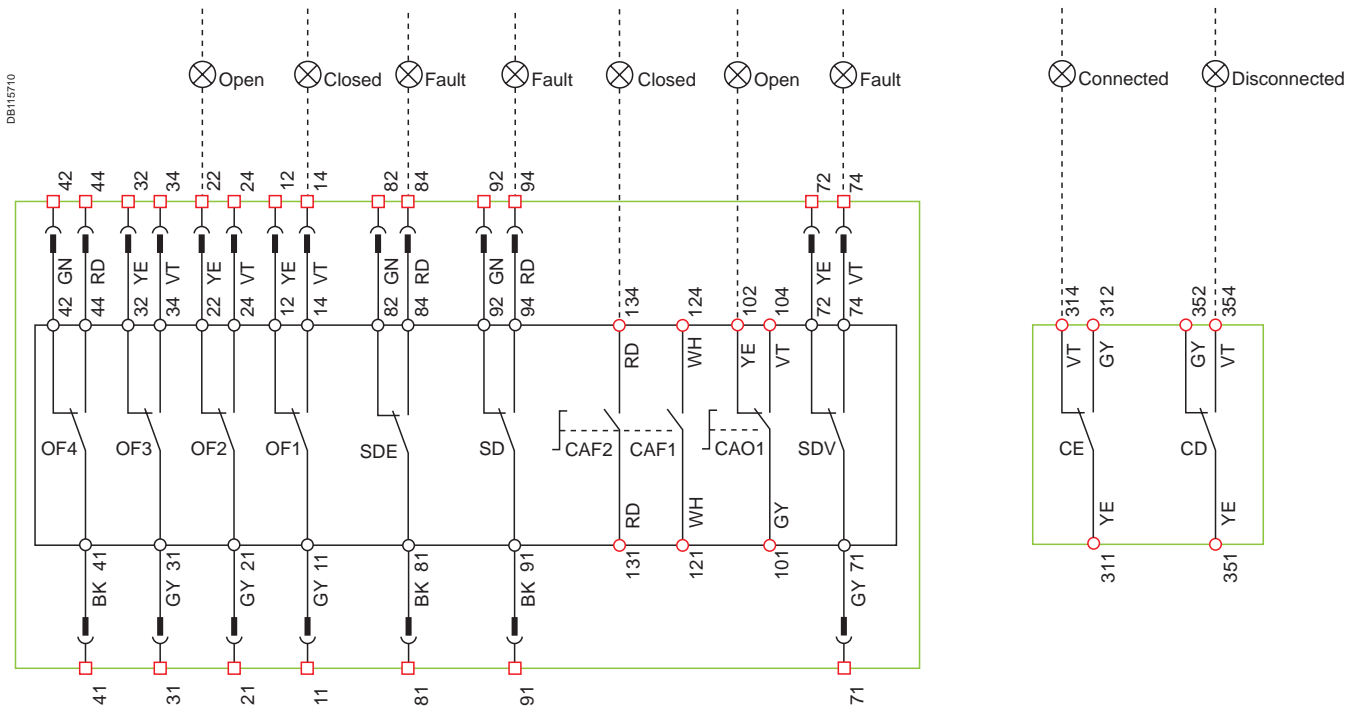 DB115710
Open
Closed
Fault
Fault
Closed
Open
Fault
Connected
Disconnected
42
44
32
34
22
24
12
14
82
84
92
94
72
74
GN
RD
YE
VT
YE
VT
YE
VT
GN
RD
GN
RD
YE
VT
42
44
32
34
22
24
12
14
82
84
92
94
134
124
102
104
72
74
314
312
352
354
RD
WH
YE
VT
VT
GY
GY
VT
OF4
OF3
OF2
OF1
SDE
SD
CAF2
CAF1
CAO1
SDV
CE
CD
RD
WH
GY
YE
YE
BK 41
GY 31
GY 21
GY 11
BK 81
BK 91
131
121
101
GY 71
311
351
41
31
21
11
81
91
71